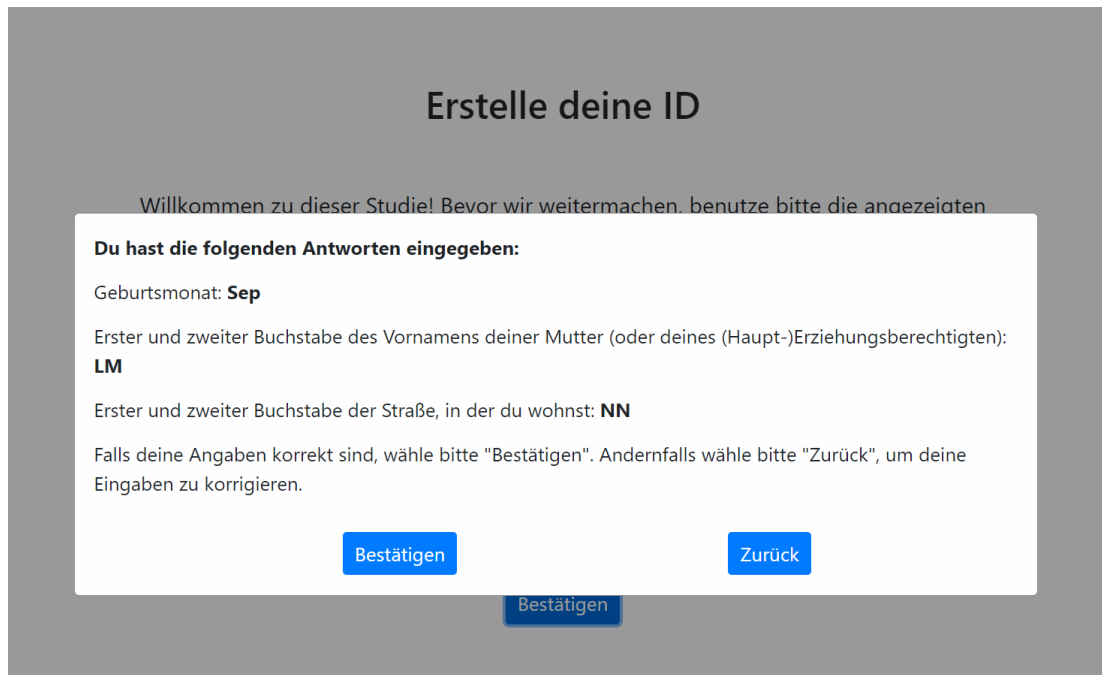 Erstelle deine ID
Willkommen zu dieser Studie! Bevor wir weitermachen, benutze bitte die angezeigten
Du hast die folgenden Antworten eingegeben:
Geburtsmonat: Sep
Erster und zweiter Buchstabe des Vornamens deiner Mutter (oder deines (Haupt-)Erziehungsberechtigten):
LM
Erster und zweiter Buchstabe der Straße, in der du wohnst: NN
Falls deine Angaben korrekt sind, wähle bitte "Bestätigen". Andernfalls wähle bitte "Zurück", um deine
Eingaben zu korrigieren.
Bestätigen Zurück
Bestätigen